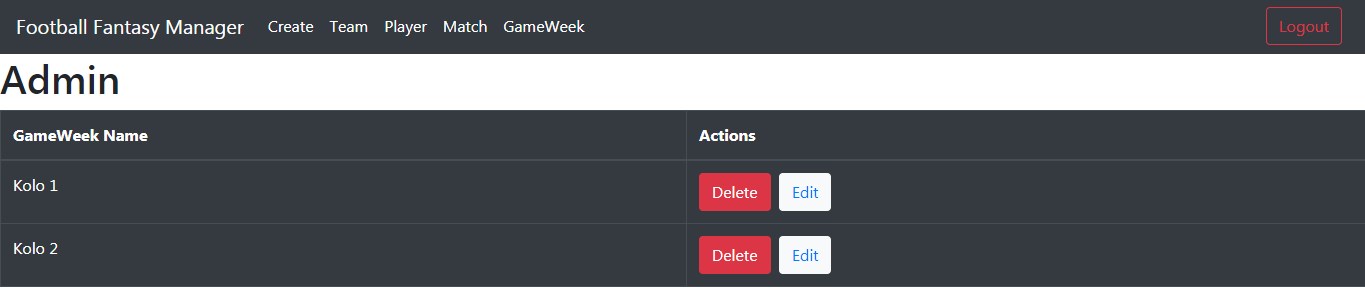 Football Fantasy Manager Create Team Player Match GameWeek Logout
Admin
GameWeek Name Actions
Kolo 1 Delete Edit
Kolo 2 Delete Edit